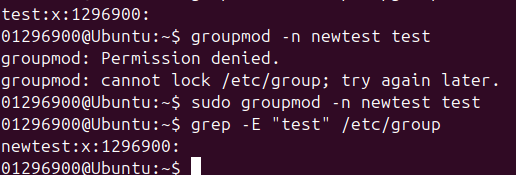 test:x:1296900:
01296900@Ubuntu:~$ groupmod -n newtest test
groupmod: Permission denied.
groupmod: cannot lock /etc/group; try again later.
01296900@Ubuntu:~$ sudo groupmod -n newtest test
01296900@Ubuntu:~$ grep -E "test" /etc/group
newtest:x:1296900:
01296900@Ubuntu:~$